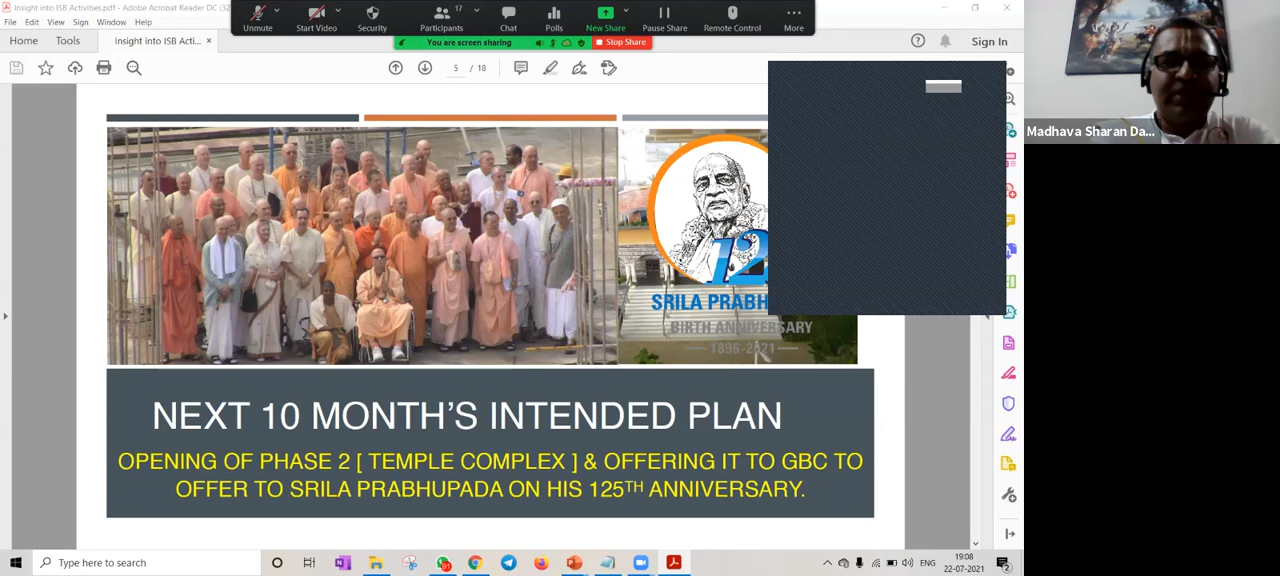 Insight into ISB Activities.pdf - Adobe Acrobat Reader DC (32
File Edit View Sign Window Help
Unmute
Start Video
Security
17
Participants
Chat
Polls
New Share
Pause Share
Remote Control
More
You are screen sharing
Stop Share
Home Tools Insight into ISB Acti... ×
Sign In
5 / 18
Madhava Sharan Da...
12
SRILA PRABH
BIRTH ANNIVERSARY
1896-2021
NEXT 10 MONTH'S INTENDED PLAN
OPENING OF PHASE 2 [ TEMPLE COMPLEX ] & OFFERING IT TO GBC TO
OFFER TO SRILA PRABHUPADA ON HIS 125TH ANNIVERSARY.
Type here to search
ENG
19:08
22-07-2021
2